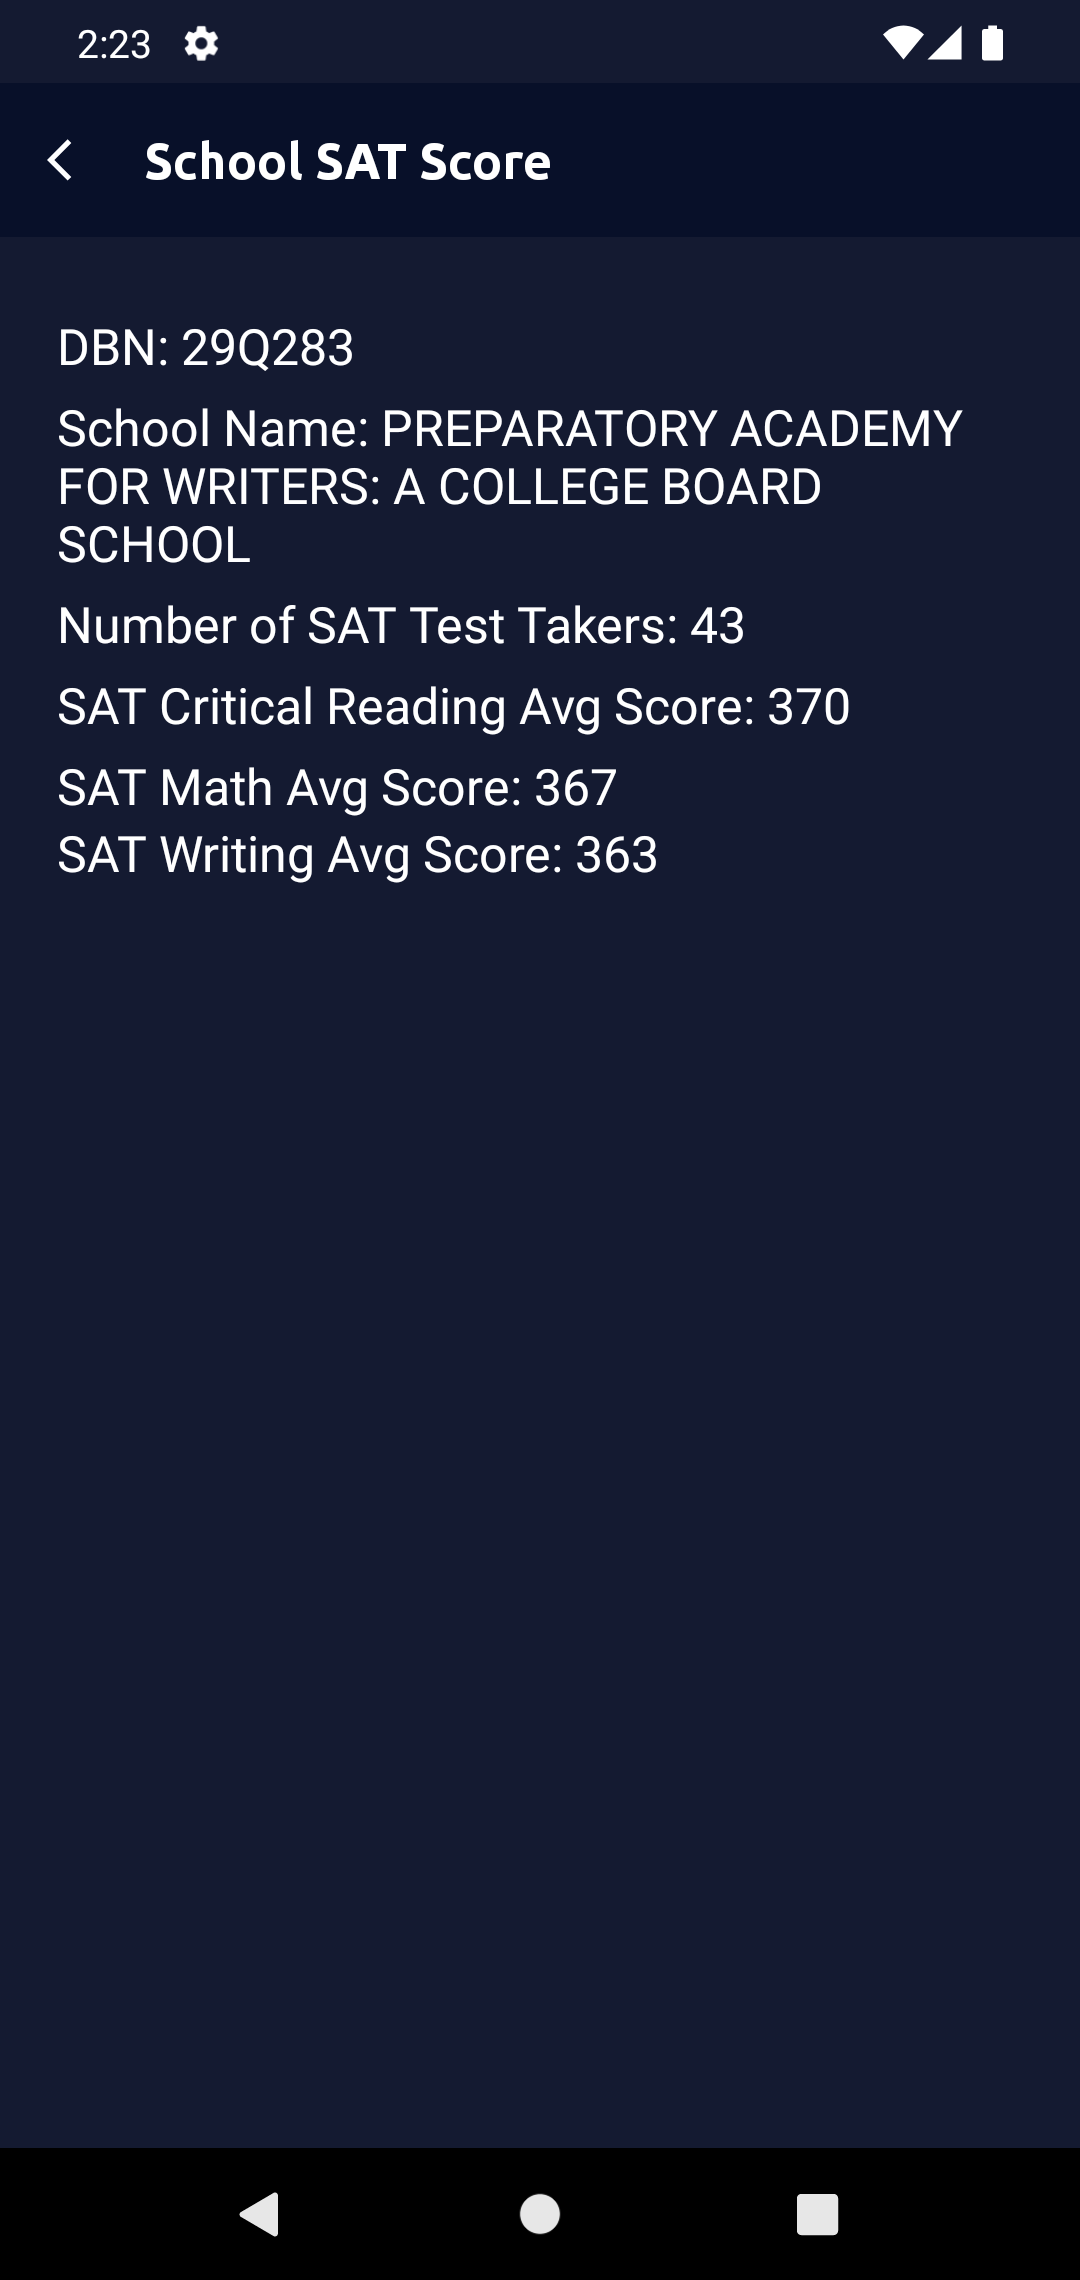 2:23
School SAT Score
DBN: 29Q283
School Name: PREPARATORY ACADEMY
FOR WRITERS: A COLLEGE BOARD
SCHOOL
Number of SAT Test Takers: 43
SAT Critical Reading Avg Score: 370
SAT Math Avg Score: 367
SAT Writing Avg Score: 363